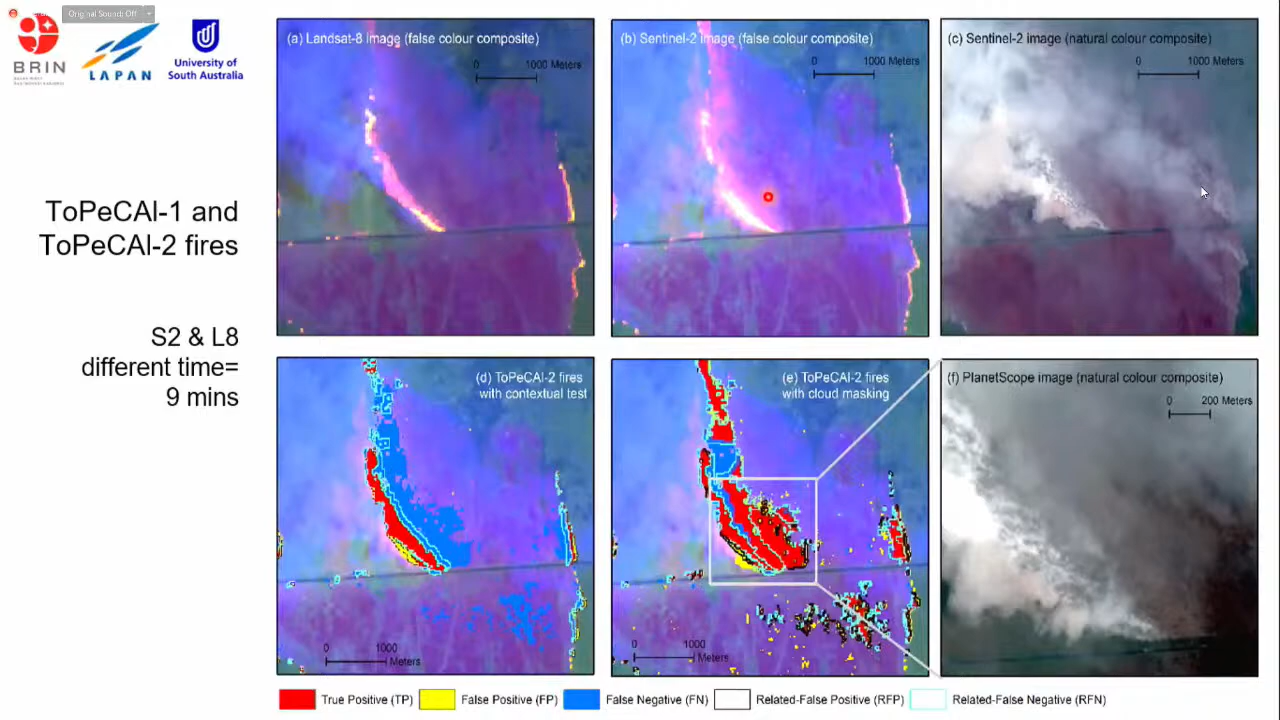 Original Sound: Off
BRIN
LAPAN
University of
South Australia
ToPeCAl-1 and
ToPeCAl-2 fires
S2 & L8
different time=
9 mins
(a) Landsat-8 image (false colour composite)
0 1000 Meters
(b) Sentinel-2 image (false colour composite)
0 1000 Meters
(c) Sentinel-2 image (natural colour composite)
0 1000 Meters
(d) ToPeCAl-2 fires
with contextual test
0 1000
Meters
(e) ToPeCAl-2 fires
with cloud masking
0 1000
Meters
(f) PlanetScope image (natural colour composite)
0 200 Meters
True Positive (TP)
False Positive (FP)
False Negative (FN)
Related-False Positive (RFP)
Related-False Negative (RFN)